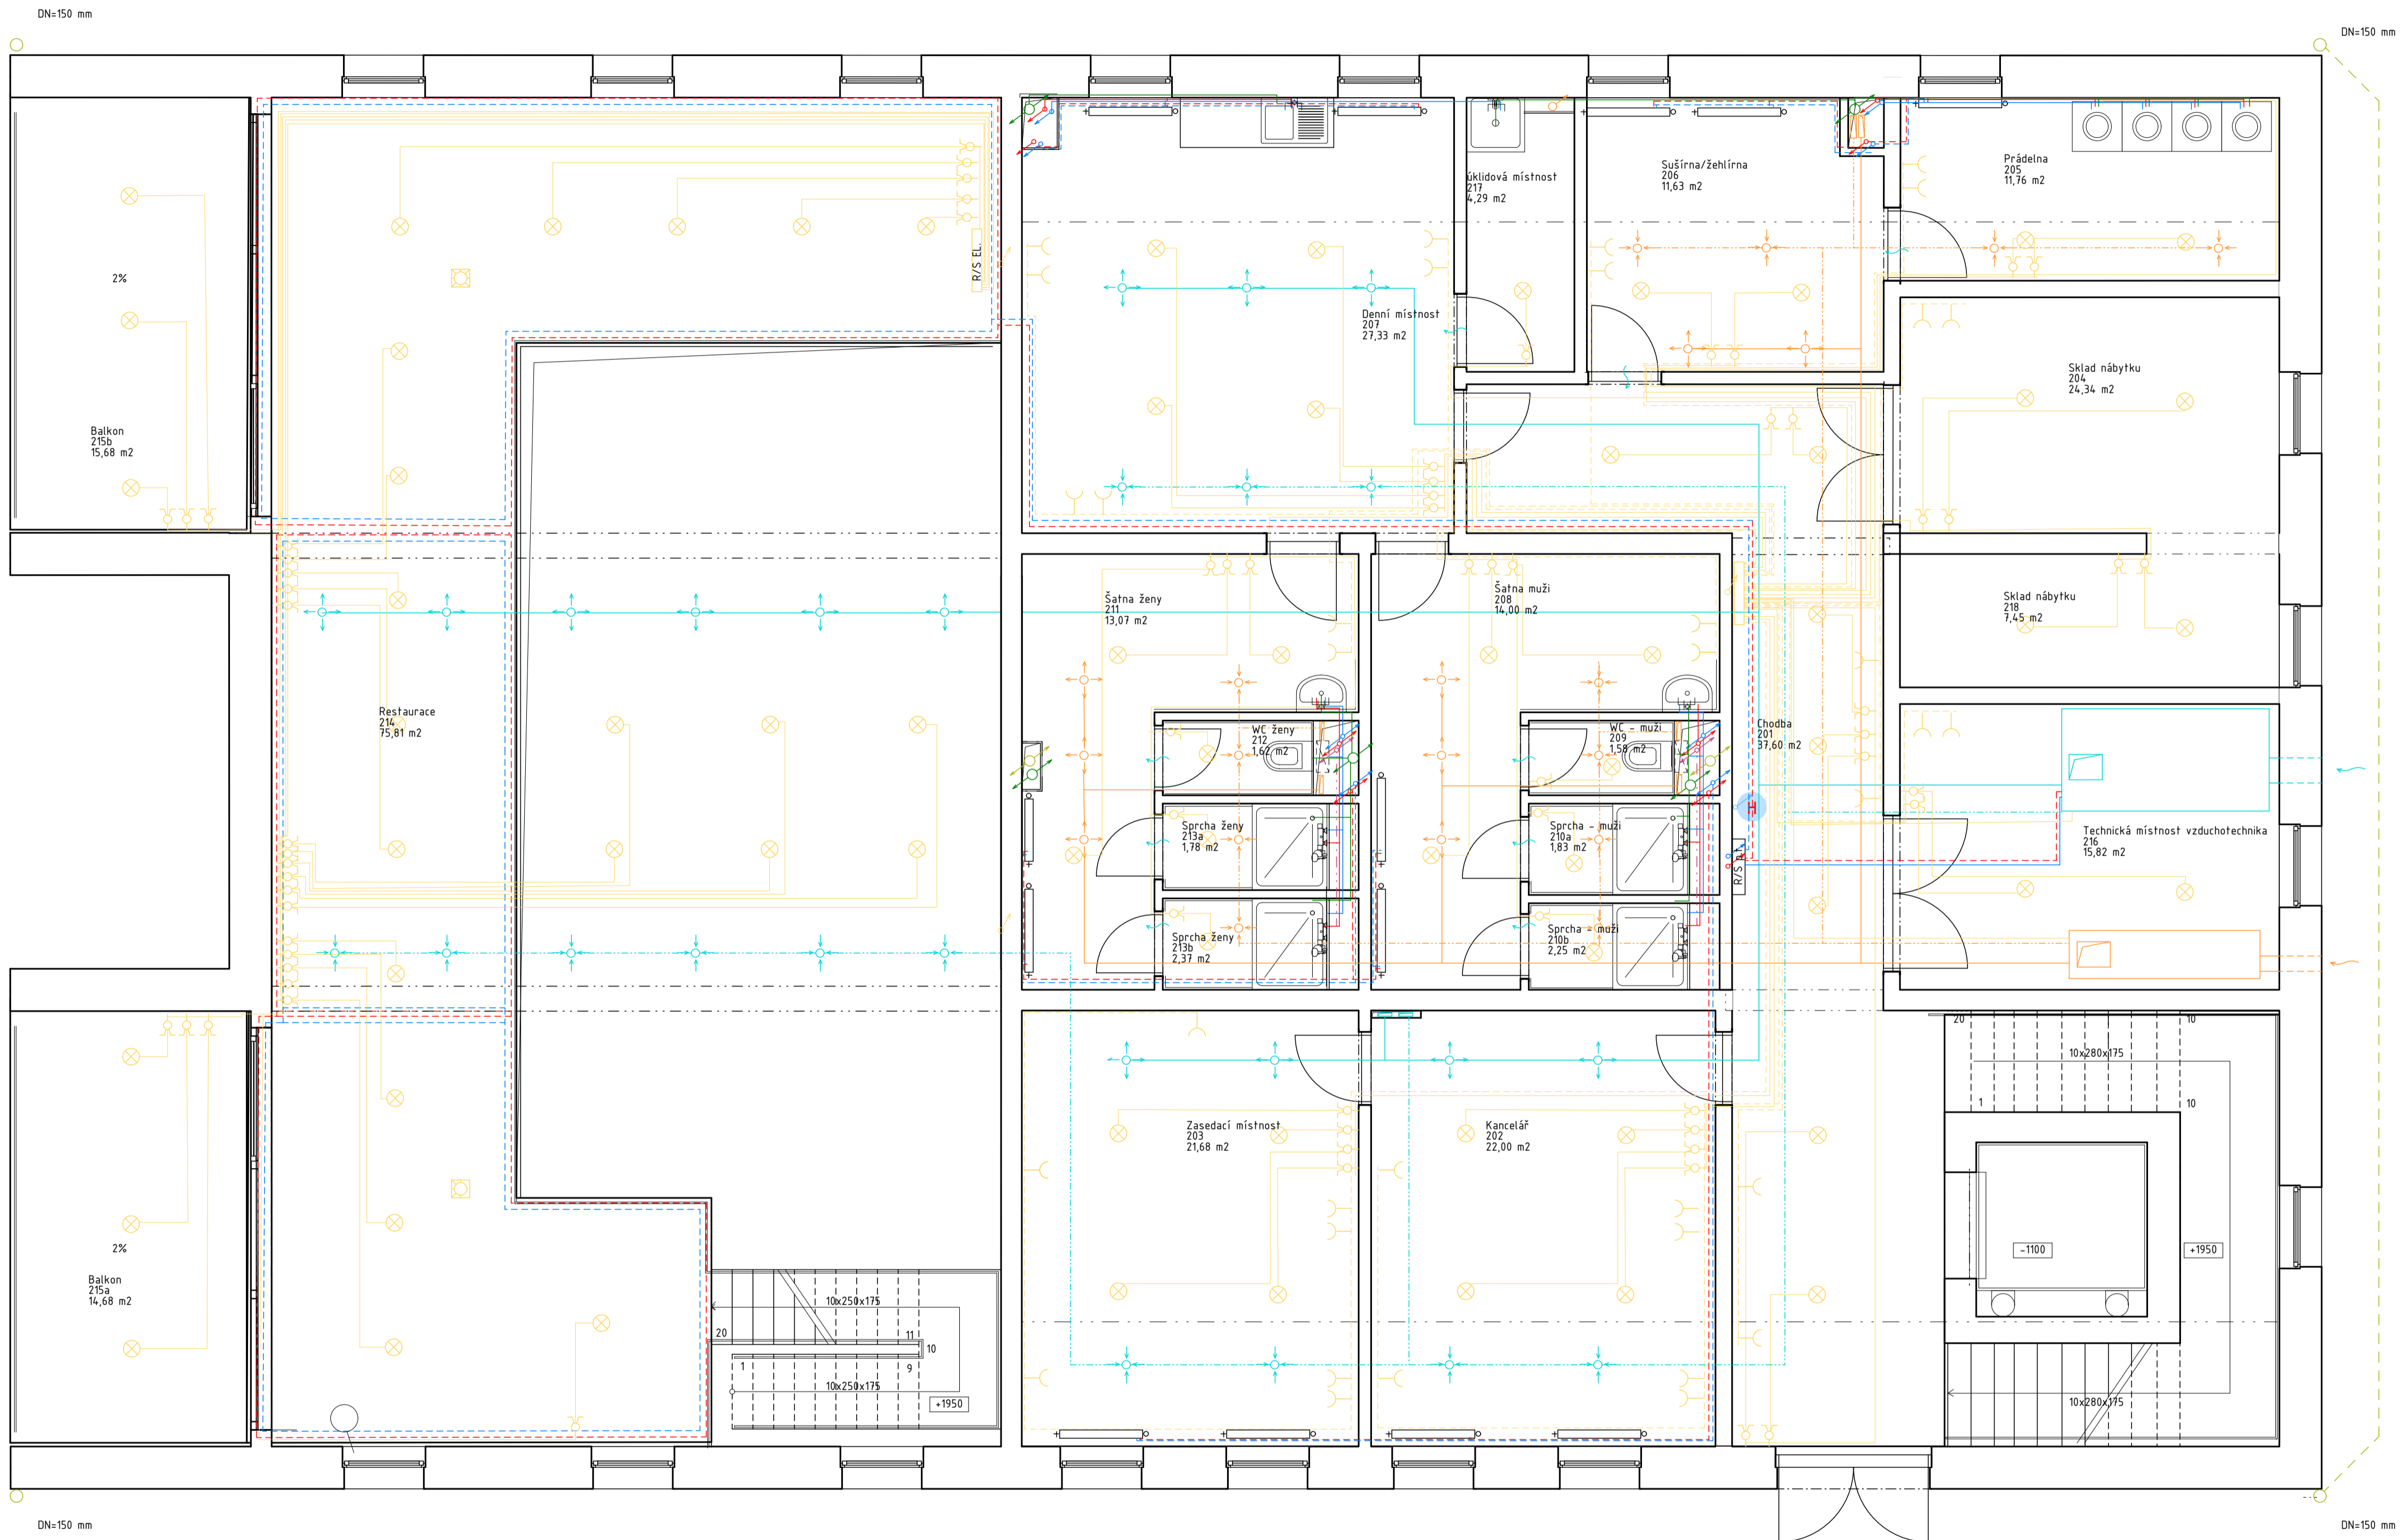 DN=150 mm
DN=150 mm
úklidová místnost
217
4,29 m2
Sušírna/žehlírna
206
11,63 m2
Prádelna
205
11,76 m2
R/S EL.
2%
Denní místnost
207
27,33 m2
Sklad nábytku
204
24,34 m2
Balkon
215b
15,68 m2
Šatna ženy
211
13,07 m2
Šatna muži
208
14,00 m2
Sklad nábytku
218
7,45 m2
Restaurace
214
75,81 m2
WC ženy
212
1,62 m2
WC - muži
209
1,58 m2
Chodba
201
37,60 m2
H
Sprcha ženy
213a
1,78 m2
Sprcha - muži
210a
1,83 m2
Technická místnost vzduchotechnika
216
15,82 m2
Sprcha ženy
213b
2,37 m2
Sprcha - muži
210b
2,25 m2
20
10
10x280x175
1
10
Zasedací místnost
203
21,68 m2
Kancelář
202
22,00 m2
2%
-1100
+1950
Balkon
215a
14,68 m2
10x250x175
20
11
10
1
9
10x250x175
+1950
10x280x175
DN=150 mm
DN=150 mm